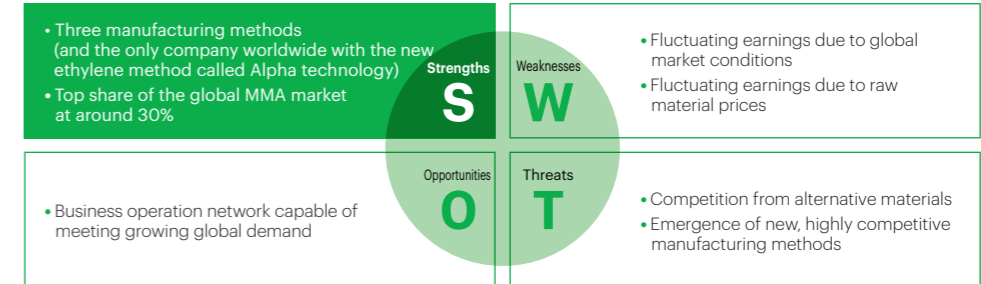 • Three manufacturing methods
(and the only company worldwide with the new
ethylene method called Alpha technology)
• Top share of the global MMA market
at around 30%
Strengths
S
Weaknesses
W
• Fluctuating earnings due to global
market conditions
• Fluctuating earnings due to raw
material prices
• Business operation network capable of
meeting growing global demand
Opportunities
O
Threats
T
• Competition from alternative materials
• Emergence of new, highly competitive
manufacturing methods